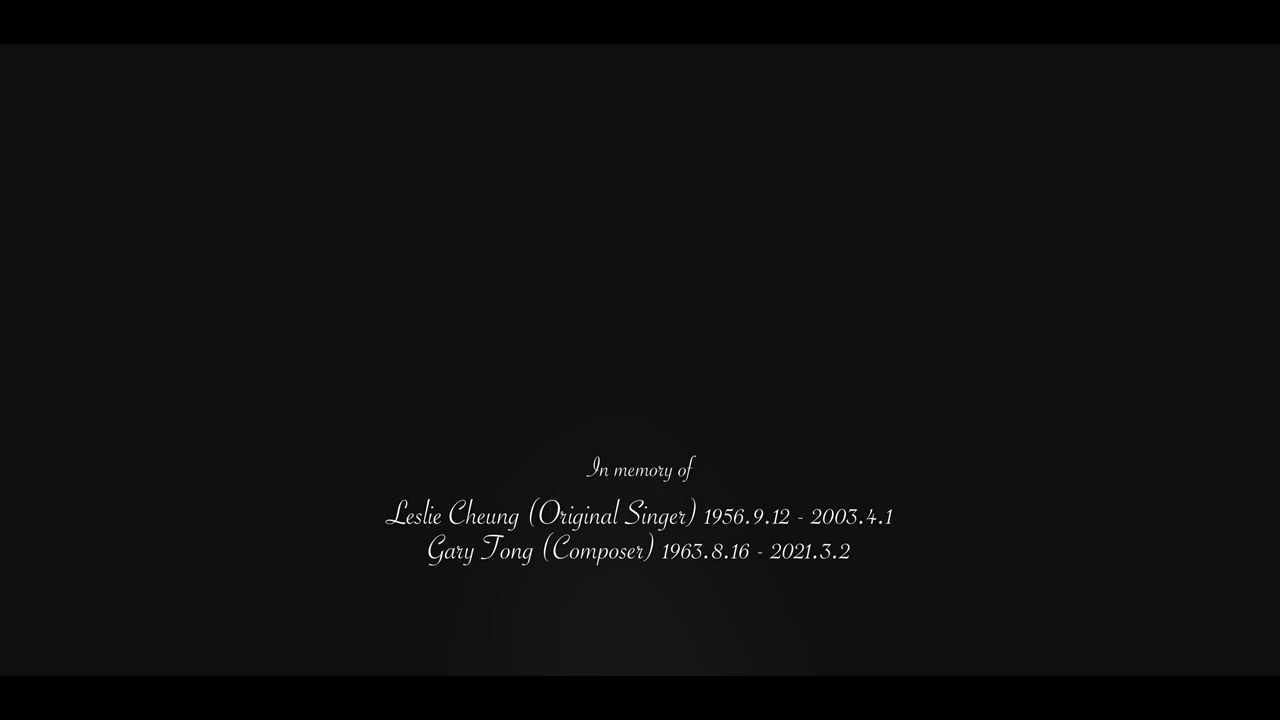 In memory of
Leslie Cheung (Original Singer) 1956.9.12 - 2003.4.1
Gary Tong (Composer) 1963.8.16 - 2021.3.2